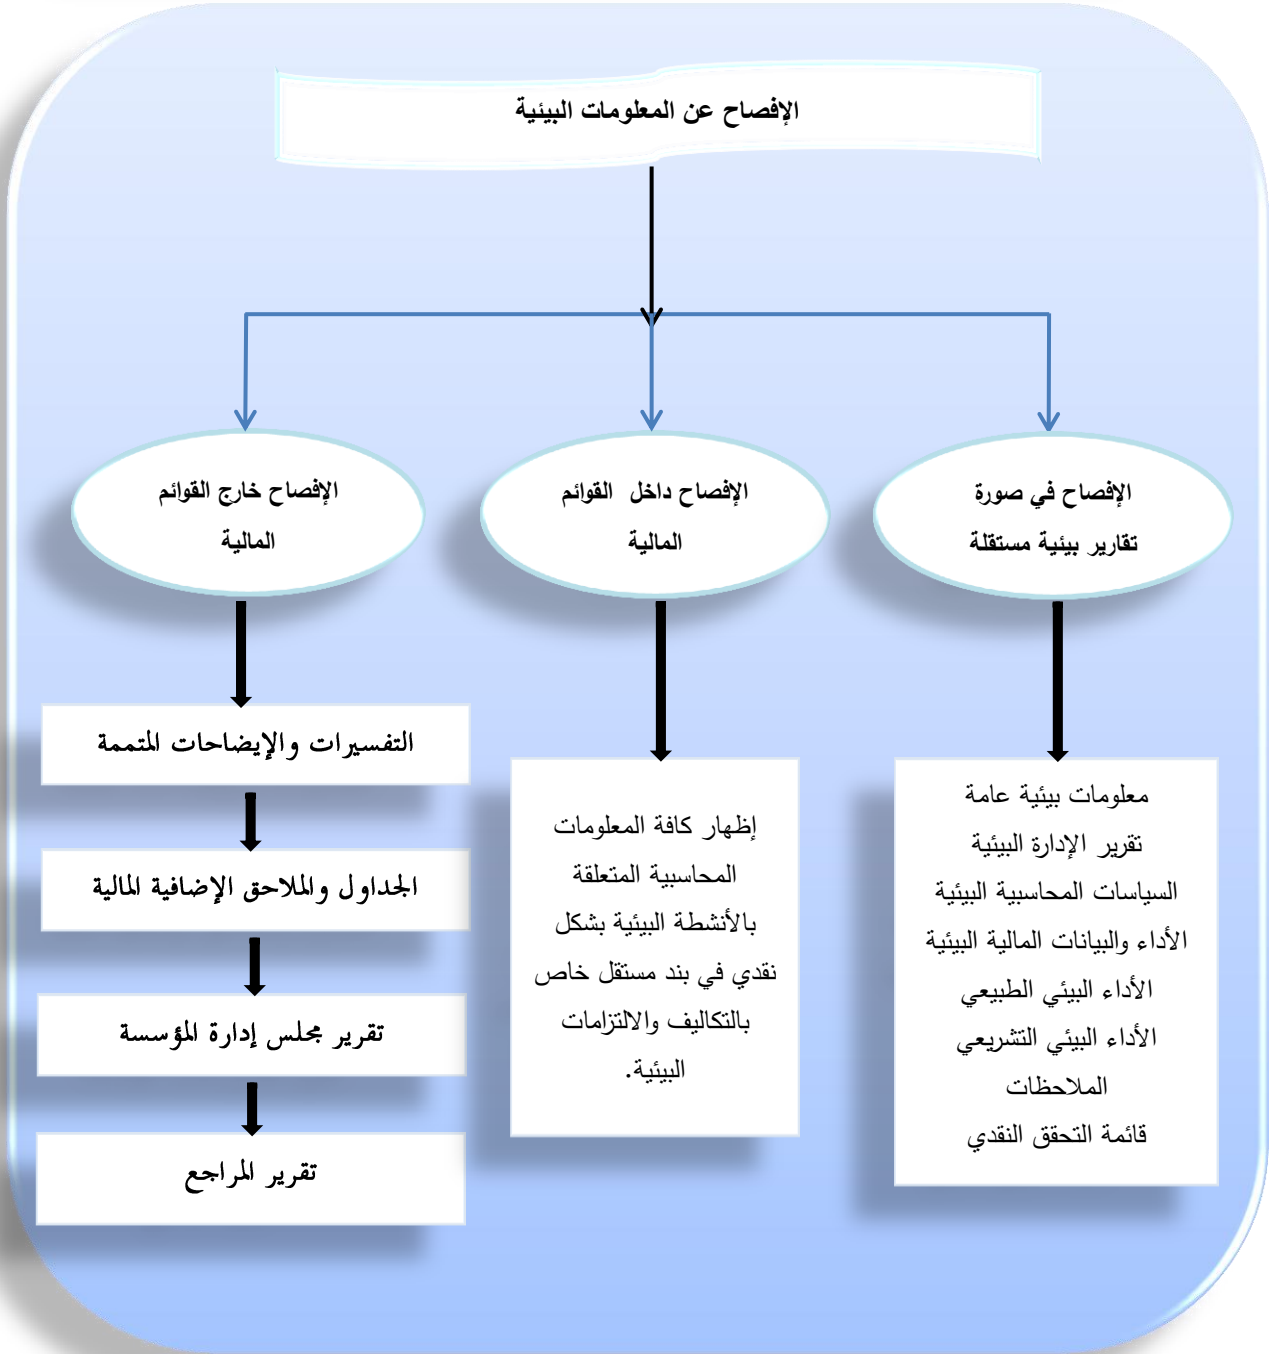 الإفصاح عن المعلومات البيئية
الإفصاح في صورة
تقارير بيئية مستقلة
الإفصاح داخل القوائم
المالية
الإفصاح خارج القوائم
المالية
معلومات بيئية عامة
تقرير الإدارة البيئية
السياسات المحاسبية البيئية
الأداء والبيانات المالية البيئية
الأداء البيئي الطبيعي
الأداء البيئي التشريعي
الملاحظات
قائمة التحقق النقدي
إظهار كافة المعلومات
المحاسبية المتعلقة
بالأنشطة البيئية بشكل
نقدي في بند مستقل خاص
بالتكاليف والالتزامات
البيئية.
التفسيرات والإيضاحات المتممة
الجداول والملاحق الإضافية المالية
تقرير مجلس إدارة المؤسسة
تقرير المراجع